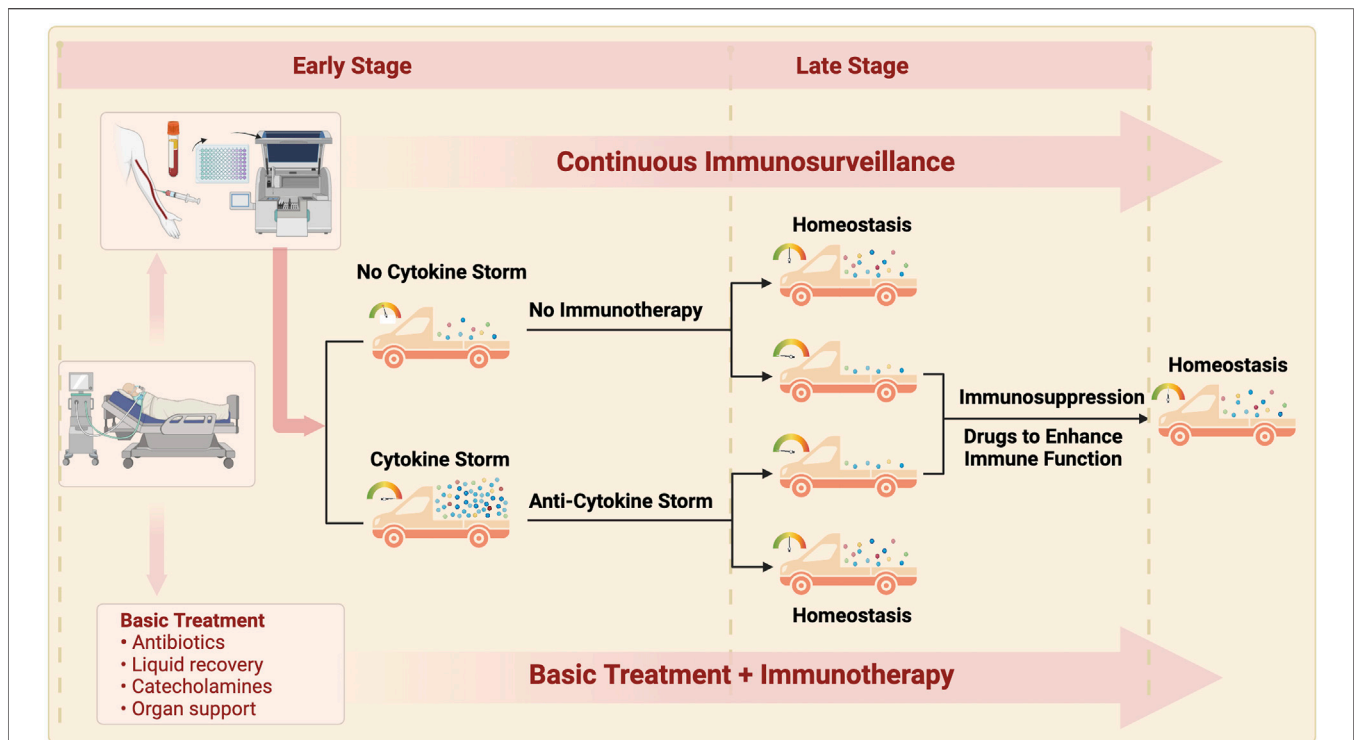 Early Stage
Late Stage
Continuous Immunosurveillance
Homeostasis
No Cytokine Storm
No Immunotherapy
Homeostasis
Immunosuppression
Drugs to Enhance
Immune Function
Cytokine Storm
Anti-Cytokine Storm
Homeostasis
Basic Treatment
• Antibiotics
• Liquid recovery
• Catecholamines
• Organ support
Basic Treatment + Immunotherapy